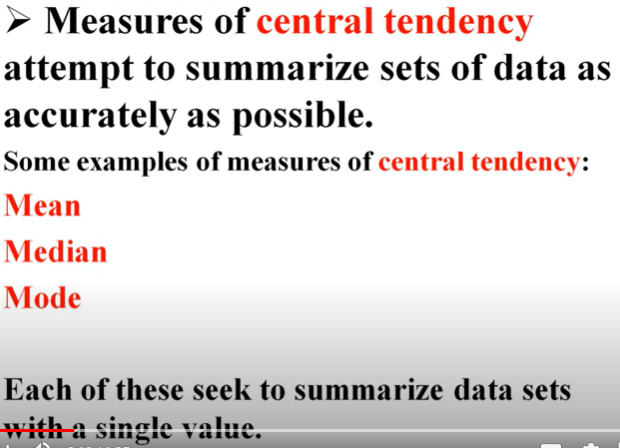 ➢ Measures of central tendency
attempt to summarize sets of data as
accurately as possible.
Some examples of measures of central tendency:
Mean
Median
Mode
Each of these seek to summarize data sets
with a single value.